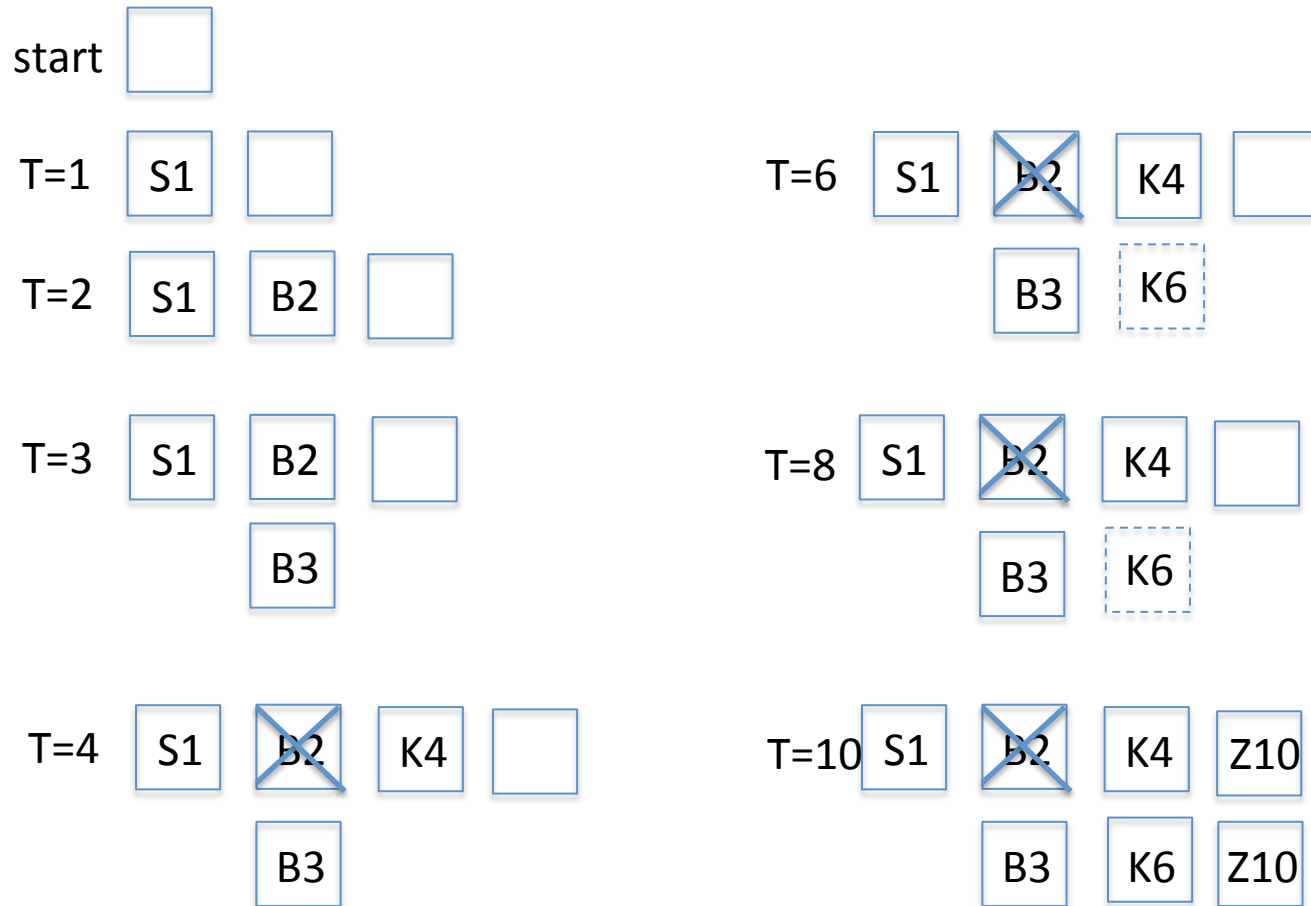 start
T=1 S1
T=2 S1 B2
T=3 S1 B2
B3
T=4 S1 B2 K4
B3
T=6 S1 B2 K4
B3 K6
T=8 S1 B2 K4
B3 K6
T=10 S1 B2 K4 Z10
B3 K6 Z10